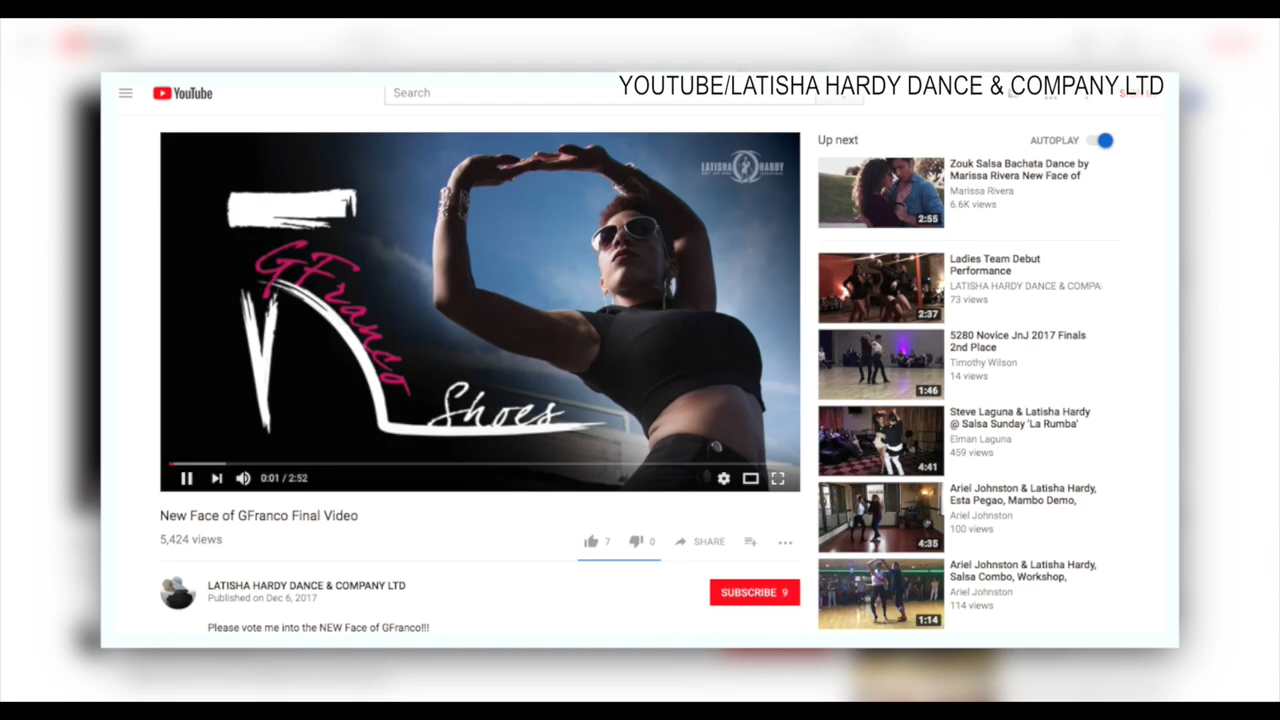 YOUTUBE/LATISHA HARDY DANCE & COMPANY LTD
YouTube
Search
LATISHA HARDY
GFranco
Shoes
0:01 / 2:52
New Face of GFranco Final Video
5,424 views
7
0
SHARE
LATISHA HARDY DANCE & COMPANY LTD
Published on Dec 6, 2017
SUBSCRIBE 9
Please vote me into the NEW Face of GFranco!!!
Up next
AUTOPLAY
Zouk Salsa Bachata Dance by
Marissa Rivera New Face of
Marissa Rivera
6.6K views
2:55
Ladies Team Debut
Performance
LATISHA HARDY DANCE & COMPA
73 views
2:37
5280 Novice JnJ 2017 Finals
2nd Place
Timothy Wilson
14 views
1:46
Steve Laguna & Latisha Hardy
@ Salsa Sunday 'La Rumba'
Elman Laguna
459 views
4:41
Ariel Johnston & Latisha Hardy,
Esta Pegao, Mambo Demo,
Ariel Johnston
100 views
4:35
Ariel Johnston & Latisha Hardy,
Salsa Combo, Workshop,
Ariel Johnston
114 views
1:14